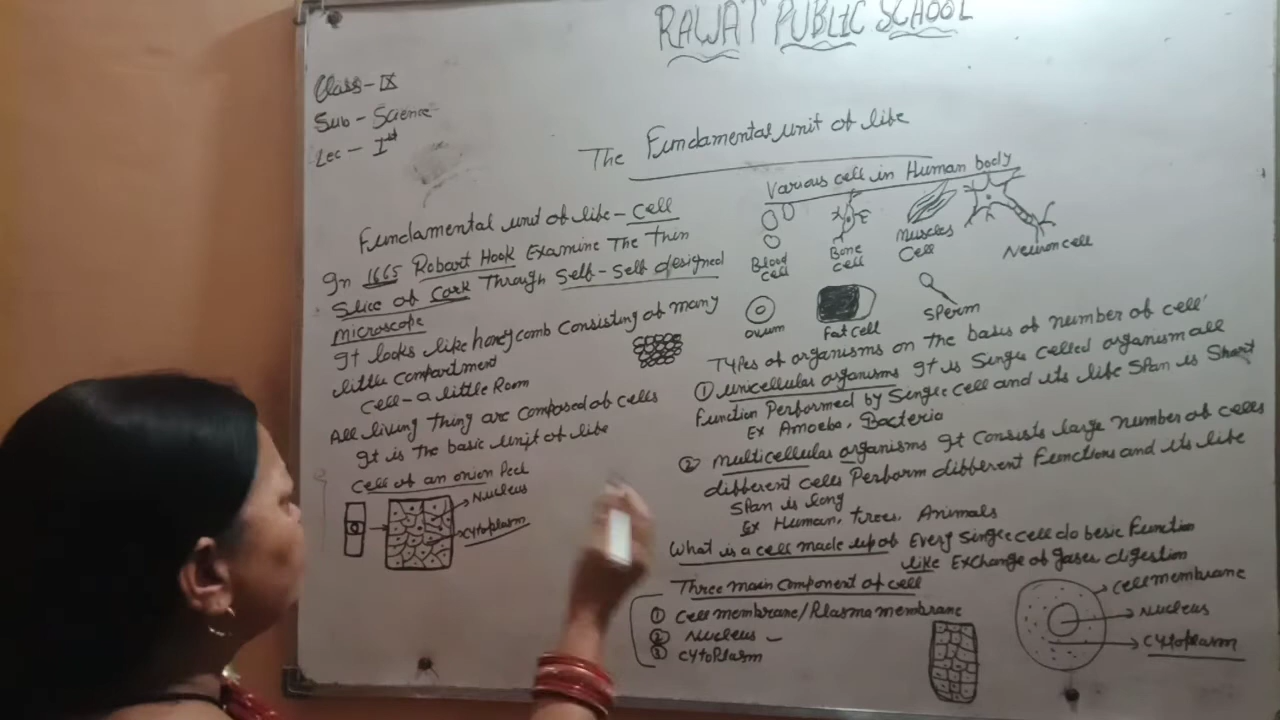 RAWAT PUBLIC SCHOOL
Class - IX
Sub - Science
Lec - Ist
The Fundamental unit of life
Fundamental unit of life - Cell
In 1665 Robart Hook Examine The thin
Slice of Cork Through Self-Self designed
microscope
It looks like honeycomb Consisting of many
little compartment
Cell - a little Room
All living thing are composed of cells
It is the basic unit of life
Cell of an onion Peel
Nucleus
Cytoplasm
Various cell in Human body
Blood cell
Bone cell
Muscles Cell
Neuron cell
ovum
Fat cell
Sperm
Types of organisms on the basis of number of cell
① unicellular organisms It is Single celled organism all
function Performed by Single cell and its life Span is Short
Ex Amoeba, Bacteria
② Multicellular organisms It Consists large Number of cells
different cells Perform different Functions and its life
Span is long
Ex Human, trees, Animals
What is a cell made up of Every Single cell do besic Function
like Exchange of gases digestion
Three main component of cell
① Cell membrane/Plasma membrane
② Nucleus -
③ Cytoplasm
Cell membrane
Nucleus
Cytoplasm